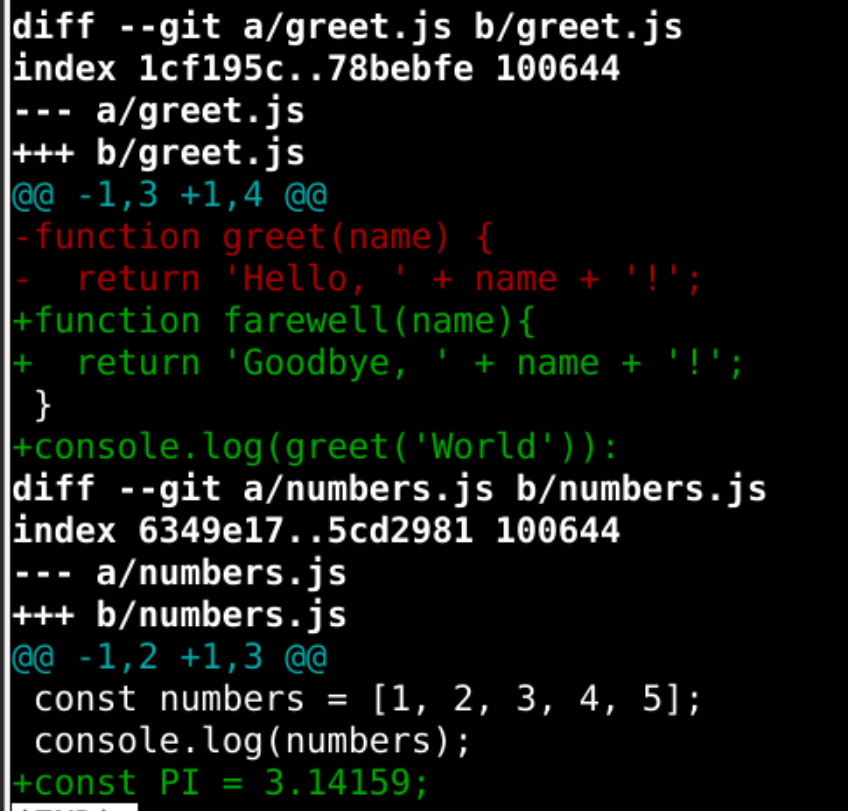 diff --git a/greet.js b/greet.js
index 1cf195c..78bebfe 100644
--- a/greet.js
+++ b/greet.js
@@ -1,3 +1,4 @@
-function greet(name) {
-  return 'Hello, ' + name + '!';
+function farewell(name){
+  return 'Goodbye, ' + name + '!';
 }
+console.log(greet('World')):
diff --git a/numbers.js b/numbers.js
index 6349e17..5cd2981 100644
--- a/numbers.js
+++ b/numbers.js
@@ -1,2 +1,3 @@
 const numbers = [1, 2, 3, 4, 5];
 console.log(numbers);
+const PI = 3.14159;